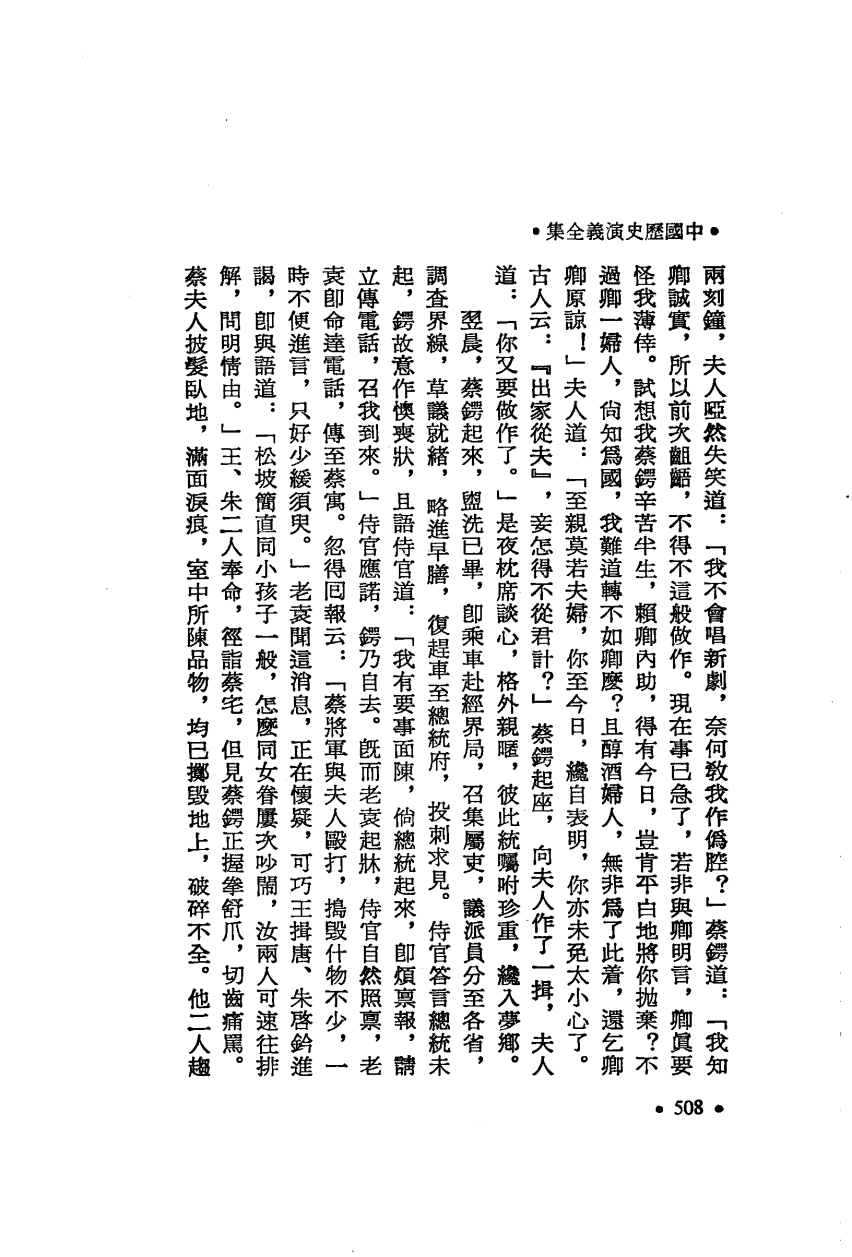 •中國歷史演義全集•
兩刻鐘，夫人啞然失笑道：「我不會唱新劇，奈何教我作僞腔？」蔡鍔道：「我知
卿誠實，所以前次齟齬，不得不這般做作。現在事已急了，若非與卿明言，卿眞要
怪我薄倖。試想我蔡鍔辛苦半生，賴卿內助，得有今日，豈肯平白地將你拋棄？不
過卿一婦人，尙知爲國，我難道轉不如卿麼？且醇酒婦人，無非爲了此着，還乞卿
卿原諒！」夫人道：「至親莫若夫婦，你至今日，纔自表明，你亦未免太小心了。
古人云：『出家從夫』，妾怎得不從君計？」蔡鍔起座，向夫人作了一揖，夫人
道：「你又要做作了。」是夜枕席談心，格外親暱，彼此統囑咐珍重，纔入夢鄉。
翌晨，蔡鍔起來，盥洗已畢，卽乘車赴經界局，召集屬吏，議派員分至各省，
調查界線，草議就緒，略進早膳，復趕車至總統府，投刺求見。侍官答言總統未
起，鍔故意作懊喪狀，且語侍官道：「我有要事面陳，倘總統起來，卽煩稟報，請
立傳電話，召我到來。」侍官應諾，鍔乃自去。旣而老袁起牀，侍官自然照稟，老
袁卽命達電話，傳至蔡寓。忽得回報云：「蔡將軍與夫人毆打，搗毀什物不少，一
時不便進言，只好少緩須臾。」老袁聞這消息，正在懷疑，可巧王揖唐、朱啓鈐進
謁，卽與語道：「松坡簡直同小孩子一般，怎麼同女眷屢次吵鬧，汝兩人可速往排
解，問明情由。」王、朱二人奉命，徑詣蔡宅，但見蔡鍔正握拳舒爪，切齒痛罵。
蔡夫人披髮臥地，滿面淚痕，室中所陳品物，均已擲毀地上，破碎不全。他二人趨
•508•